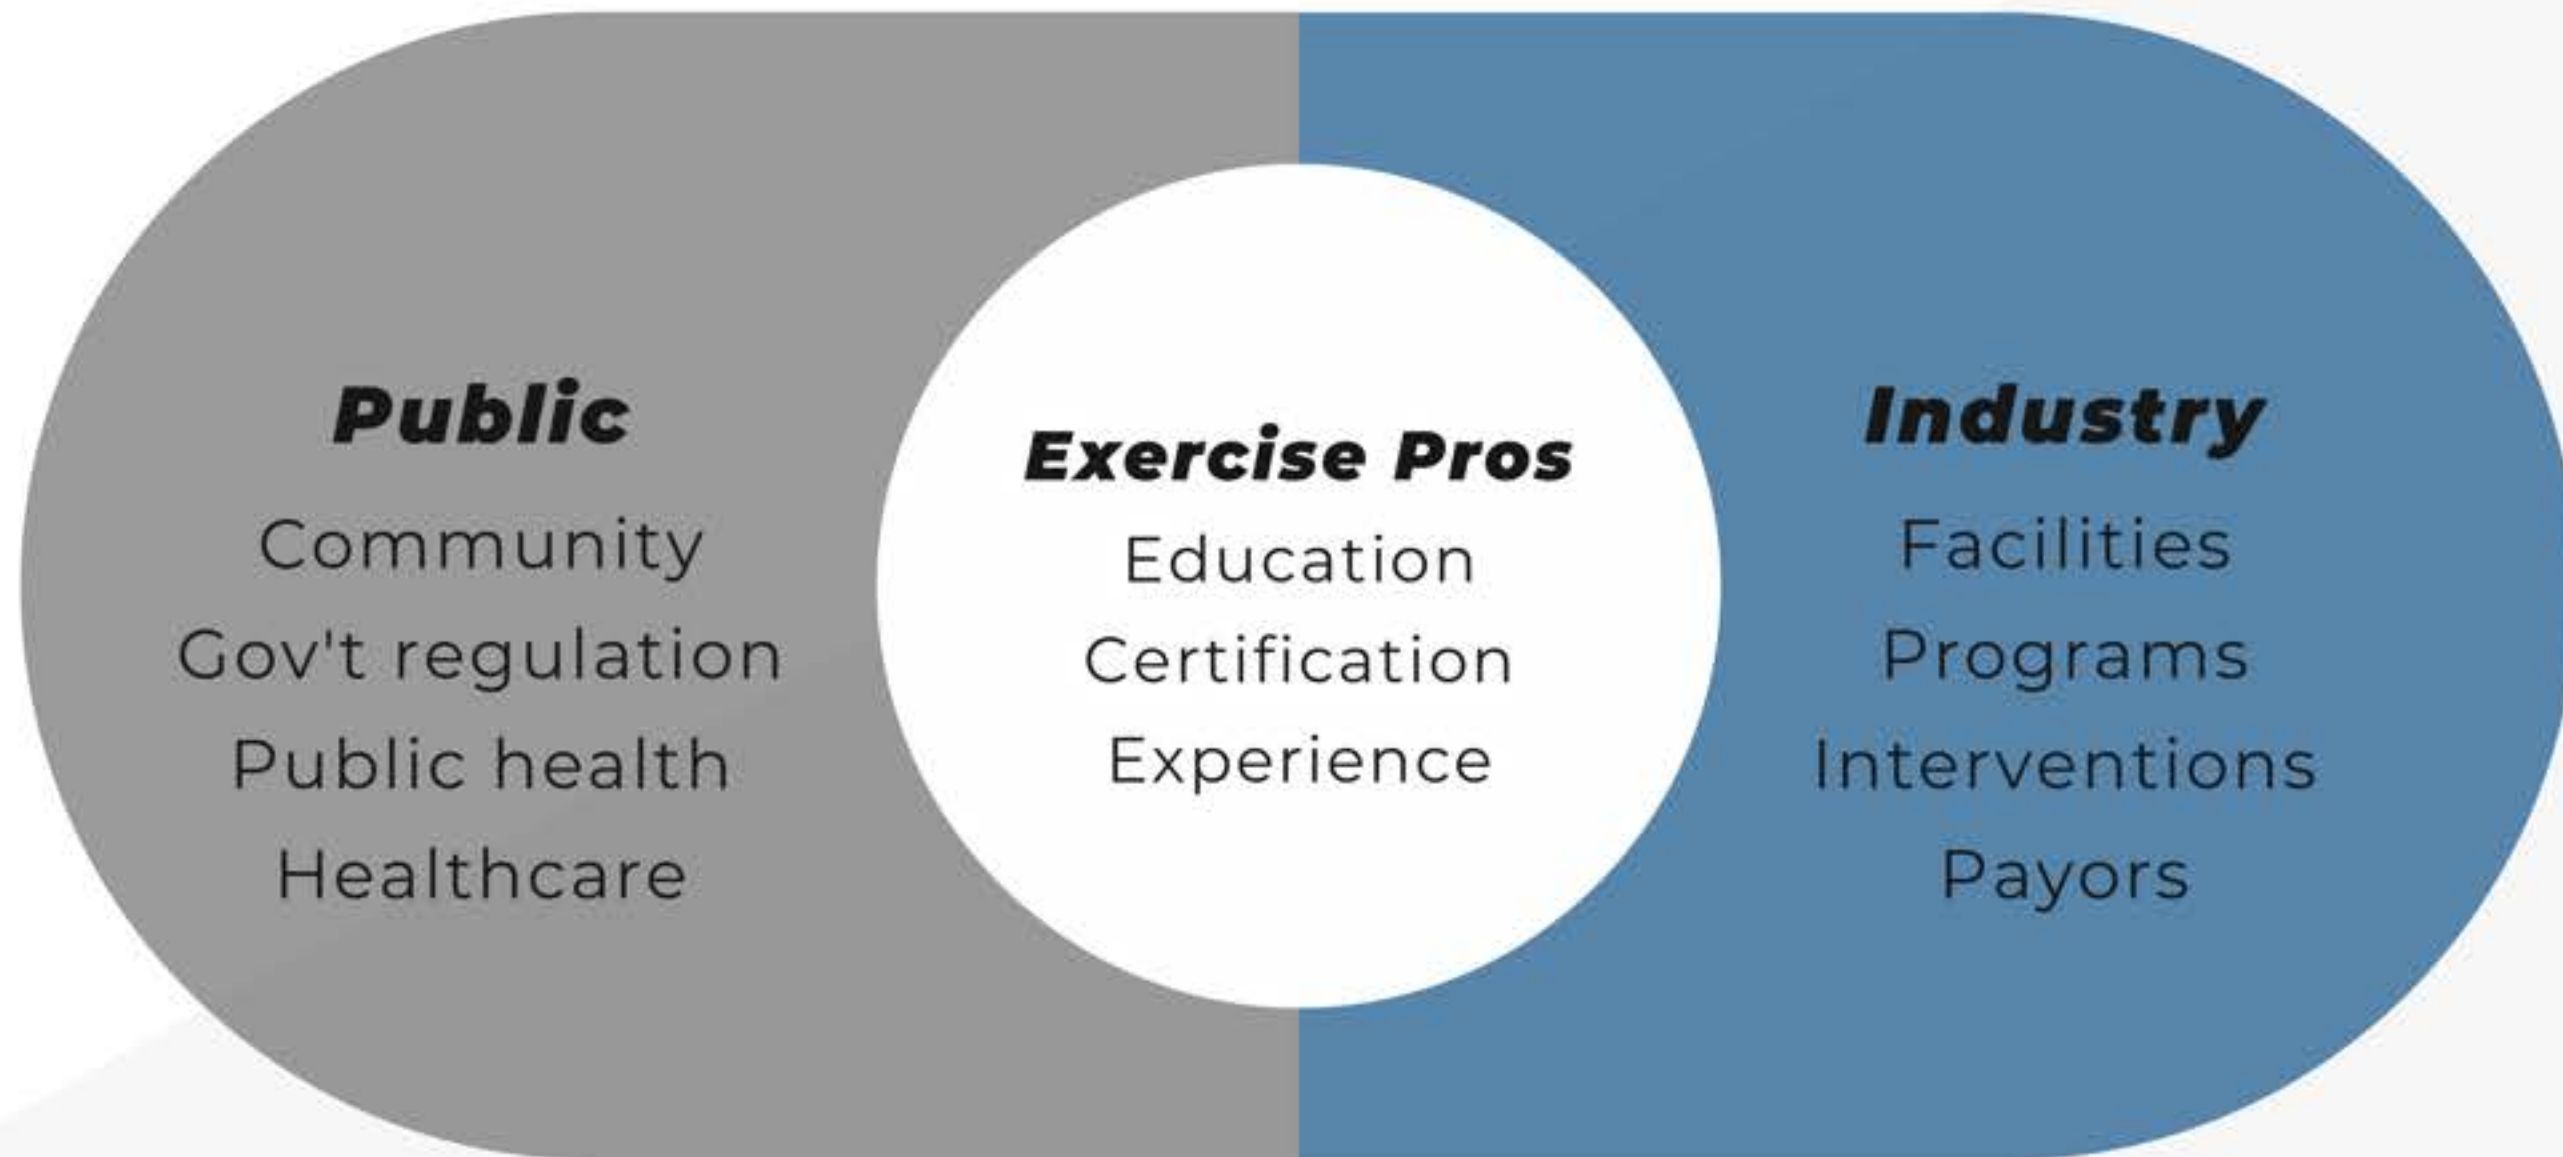 Public
Community
Gov't regulation
Public health
Healthcare
Exercise Pros
Education
Certification
Experience
Industry
Facilities
Programs
Interventions
Payors